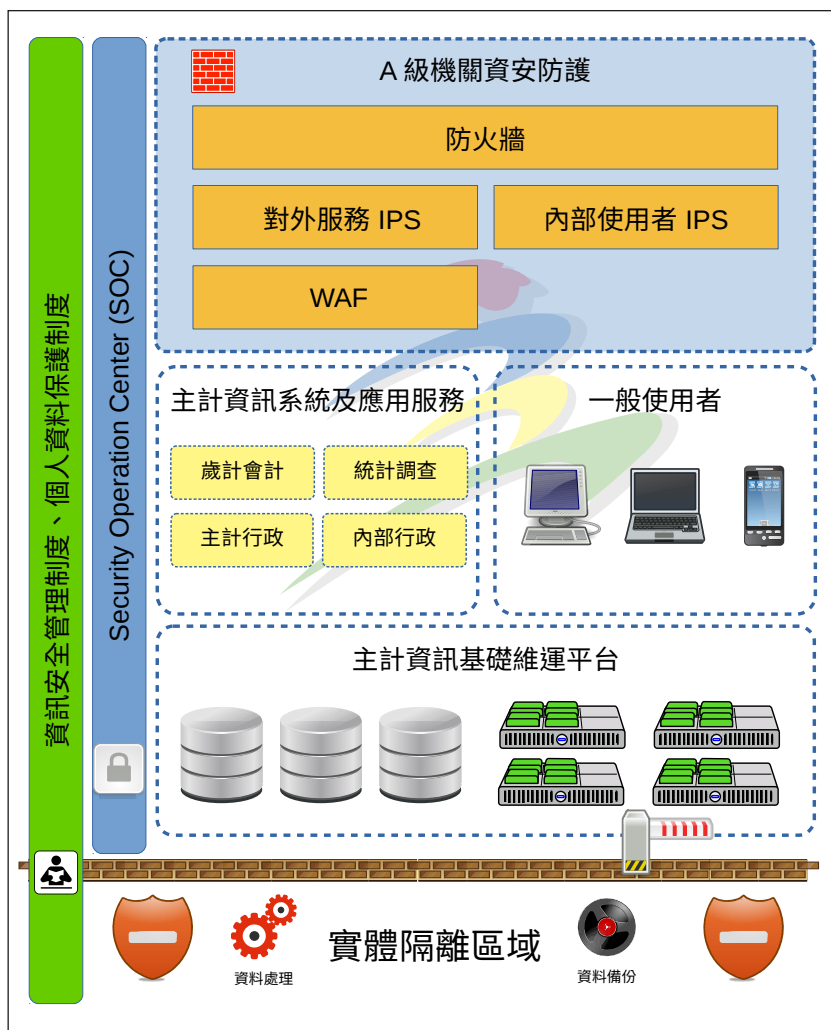 資訊安全管理制度、個人資料保護制度
Security Operation Center (SOC)
A 級機關資安防護
防火牆
對外服務 IPS
內部使用者 IPS
WAF
主計資訊系統及應用服務
歲計會計
統計調查
主計行政
內部行政
一般使用者
主計資訊基礎維運平台
實體隔離區域
資料處理
資料備份